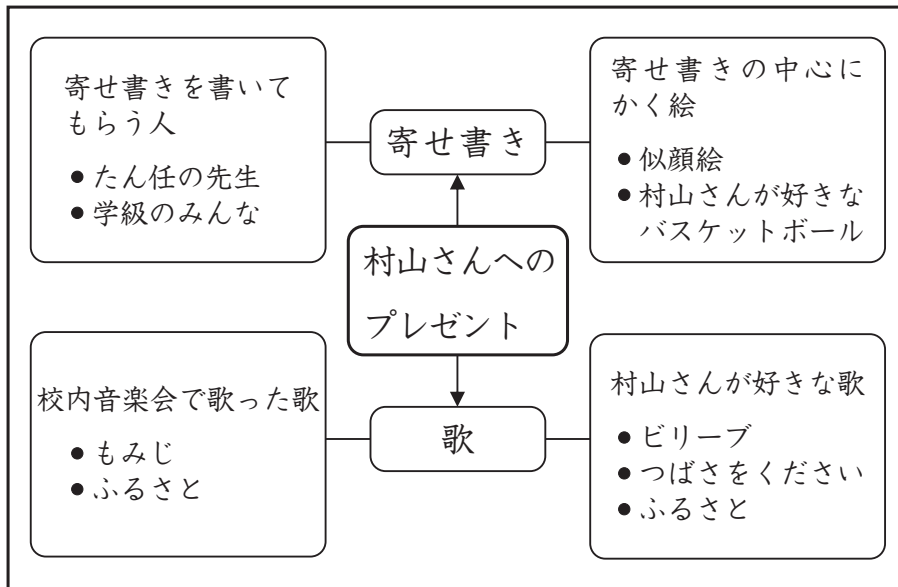 寄せ書きを書いて
もらう人
● たん任の先生
● 学級のみんな
寄せ書き
寄せ書きの中心に
かく絵
● 似顔絵
● 村山さんが好きな
バスケットボール
村山さんへの
プレゼント
校内音楽会で歌った歌
● もみじ
● ふるさと
歌
村山さんが好きな歌
● ビリーブ
● つばさをください
● ふるさと